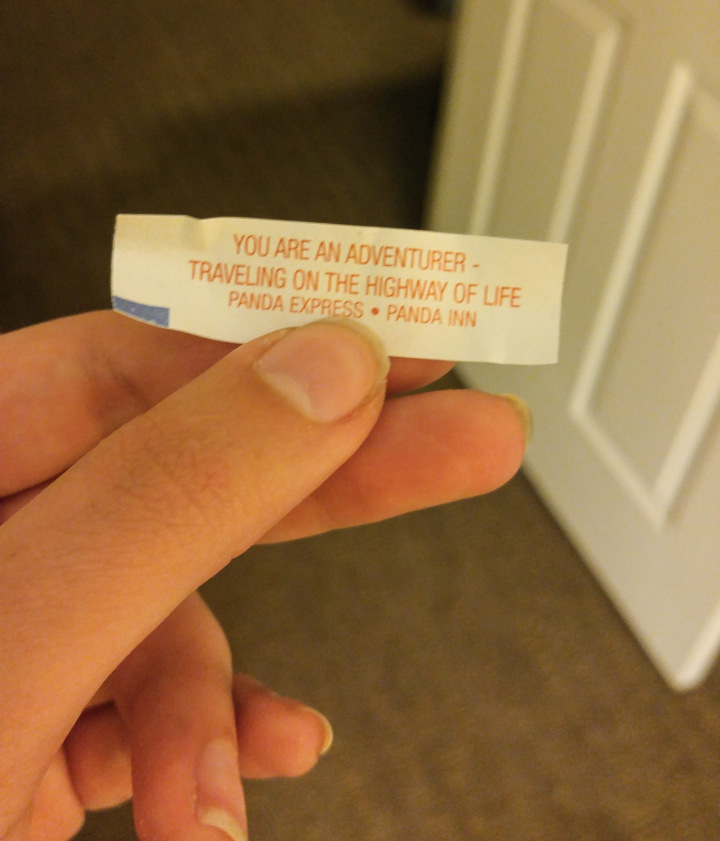 YOU ARE AN ADVENTURER -
TRAVELING ON THE HIGHWAY OF LIFE
PANDA EXPRESS • PANDA INN